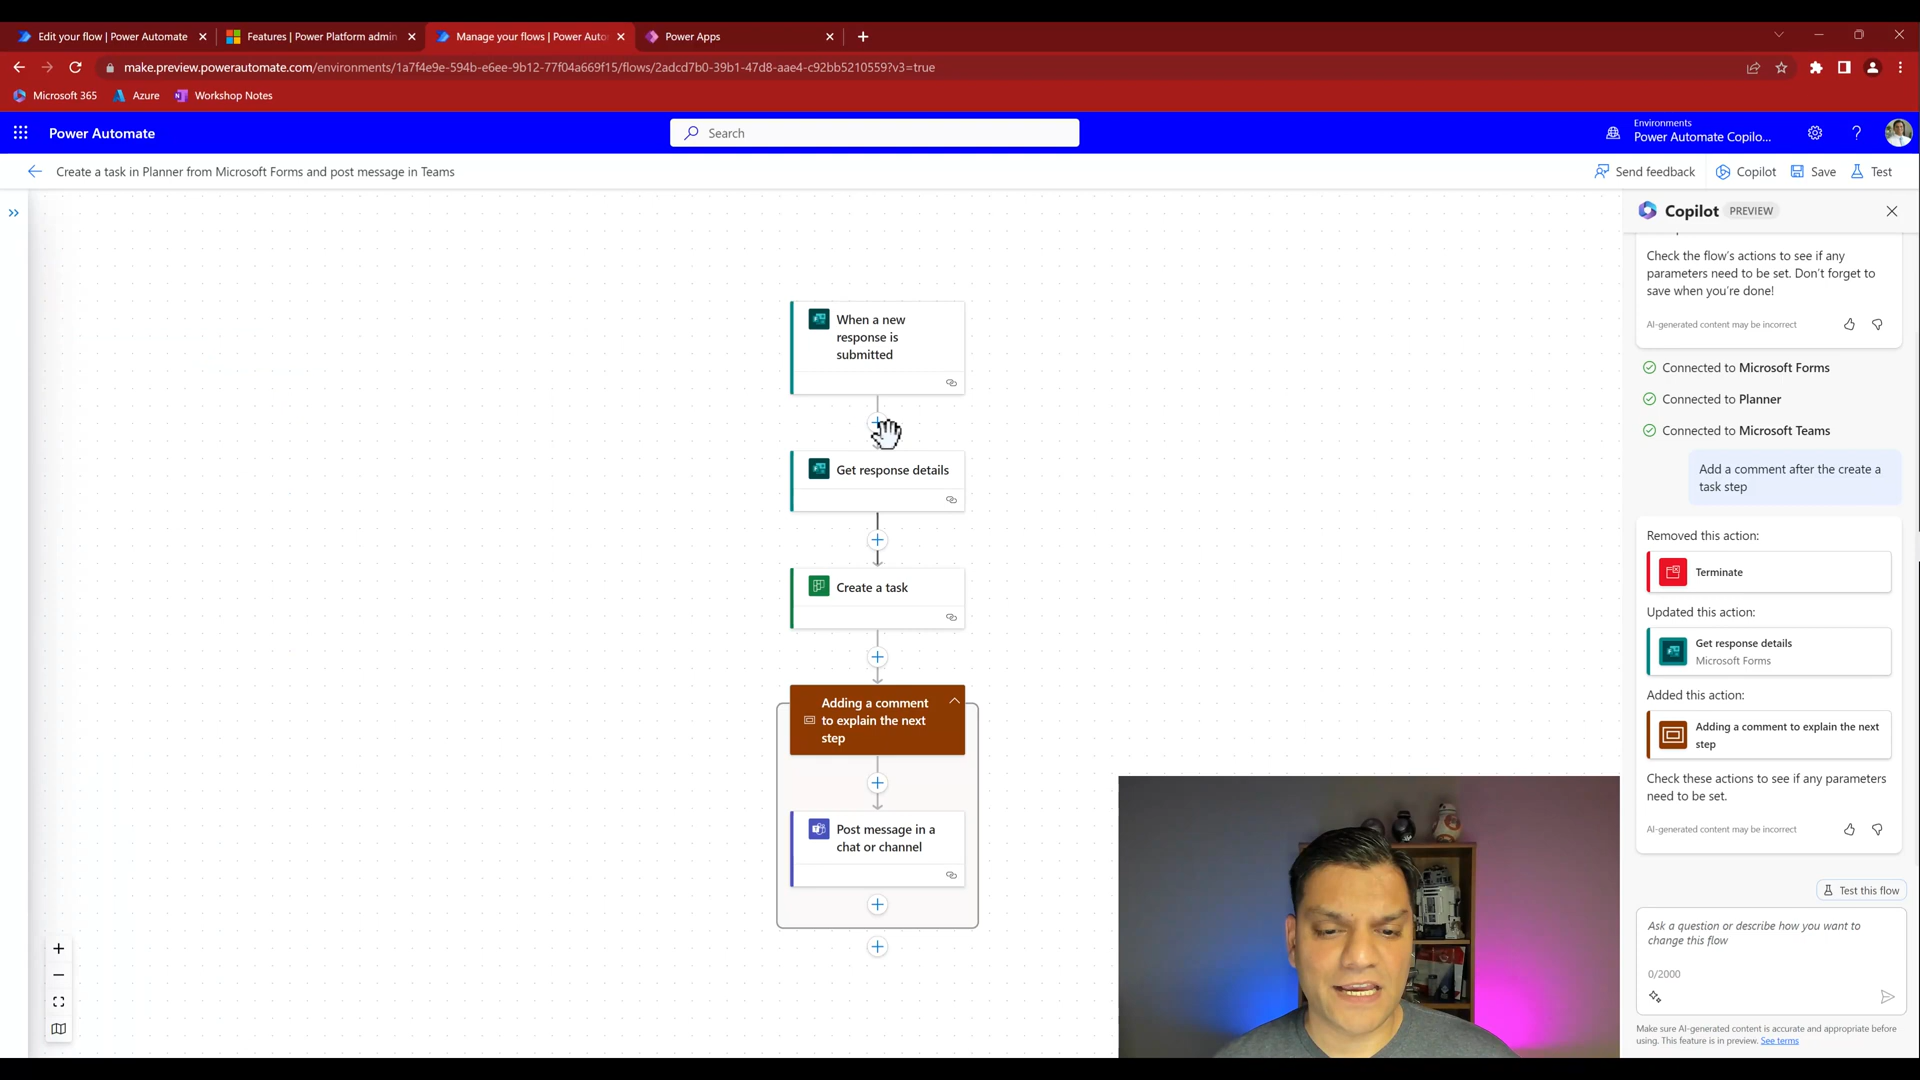 Edit your flow | Power Automate
Features | Power Platform admin
Manage your flows | Power Auto
Power Apps
make.preview.powerautomate.com/environments/1a7f4e9e-594b-e6ee-9b12-77f04a669f15/flows/2adcd7b0-39b1-47d8-aae4-c92bb5210559?v3=true
Microsoft 365
Azure
Workshop Notes
Power Automate
Search
Environments
Power Automate Copilo...
Create a task in Planner from Microsoft Forms and post message in Teams
Send feedback
Copilot
Save
Test
When a new
response is
submitted
Get response details
Create a task
Adding a comment
to explain the next
step
Post message in a
chat or channel
Copilot PREVIEW
Check the flow's actions to see if any
parameters need to be set. Don't forget to
save when you're done!
AI-generated content may be incorrect
Connected to Microsoft Forms
Connected to Planner
Connected to Microsoft Teams
Add a comment after the create a
task step
Removed this action:
Terminate
Updated this action:
Get response details
Microsoft Forms
Added this action:
Adding a comment to explain the next
step
Check these actions to see if any parameters
need to be set.
AI-generated content may be incorrect
Test this flow
Ask a question or describe how you want to
change this flow
0/2000
Make sure AI-generated content is accurate and appropriate before
using. This feature is in preview. See terms